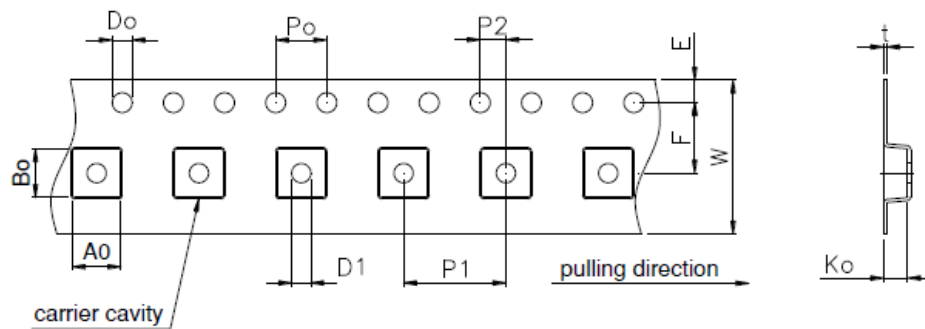 Do
Po
P2
E
t
F
W
Bo
A0
D1
P1
pulling direction
Ko
carrier cavity